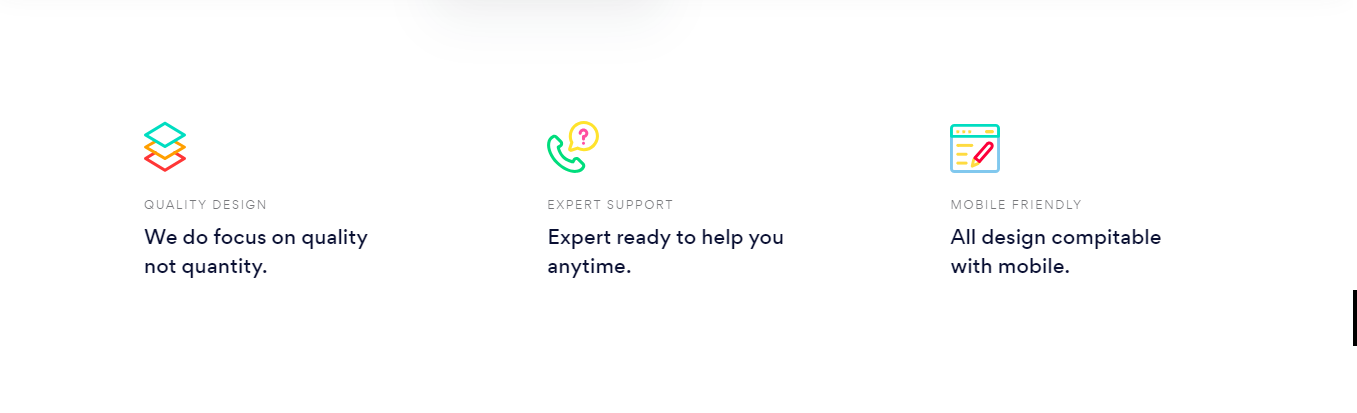 QUALITY DESIGN
We do focus on quality
not quantity.
EXPERT SUPPORT
Expert ready to help you
anytime.
MOBILE FRIENDLY
All design compitable
with mobile.